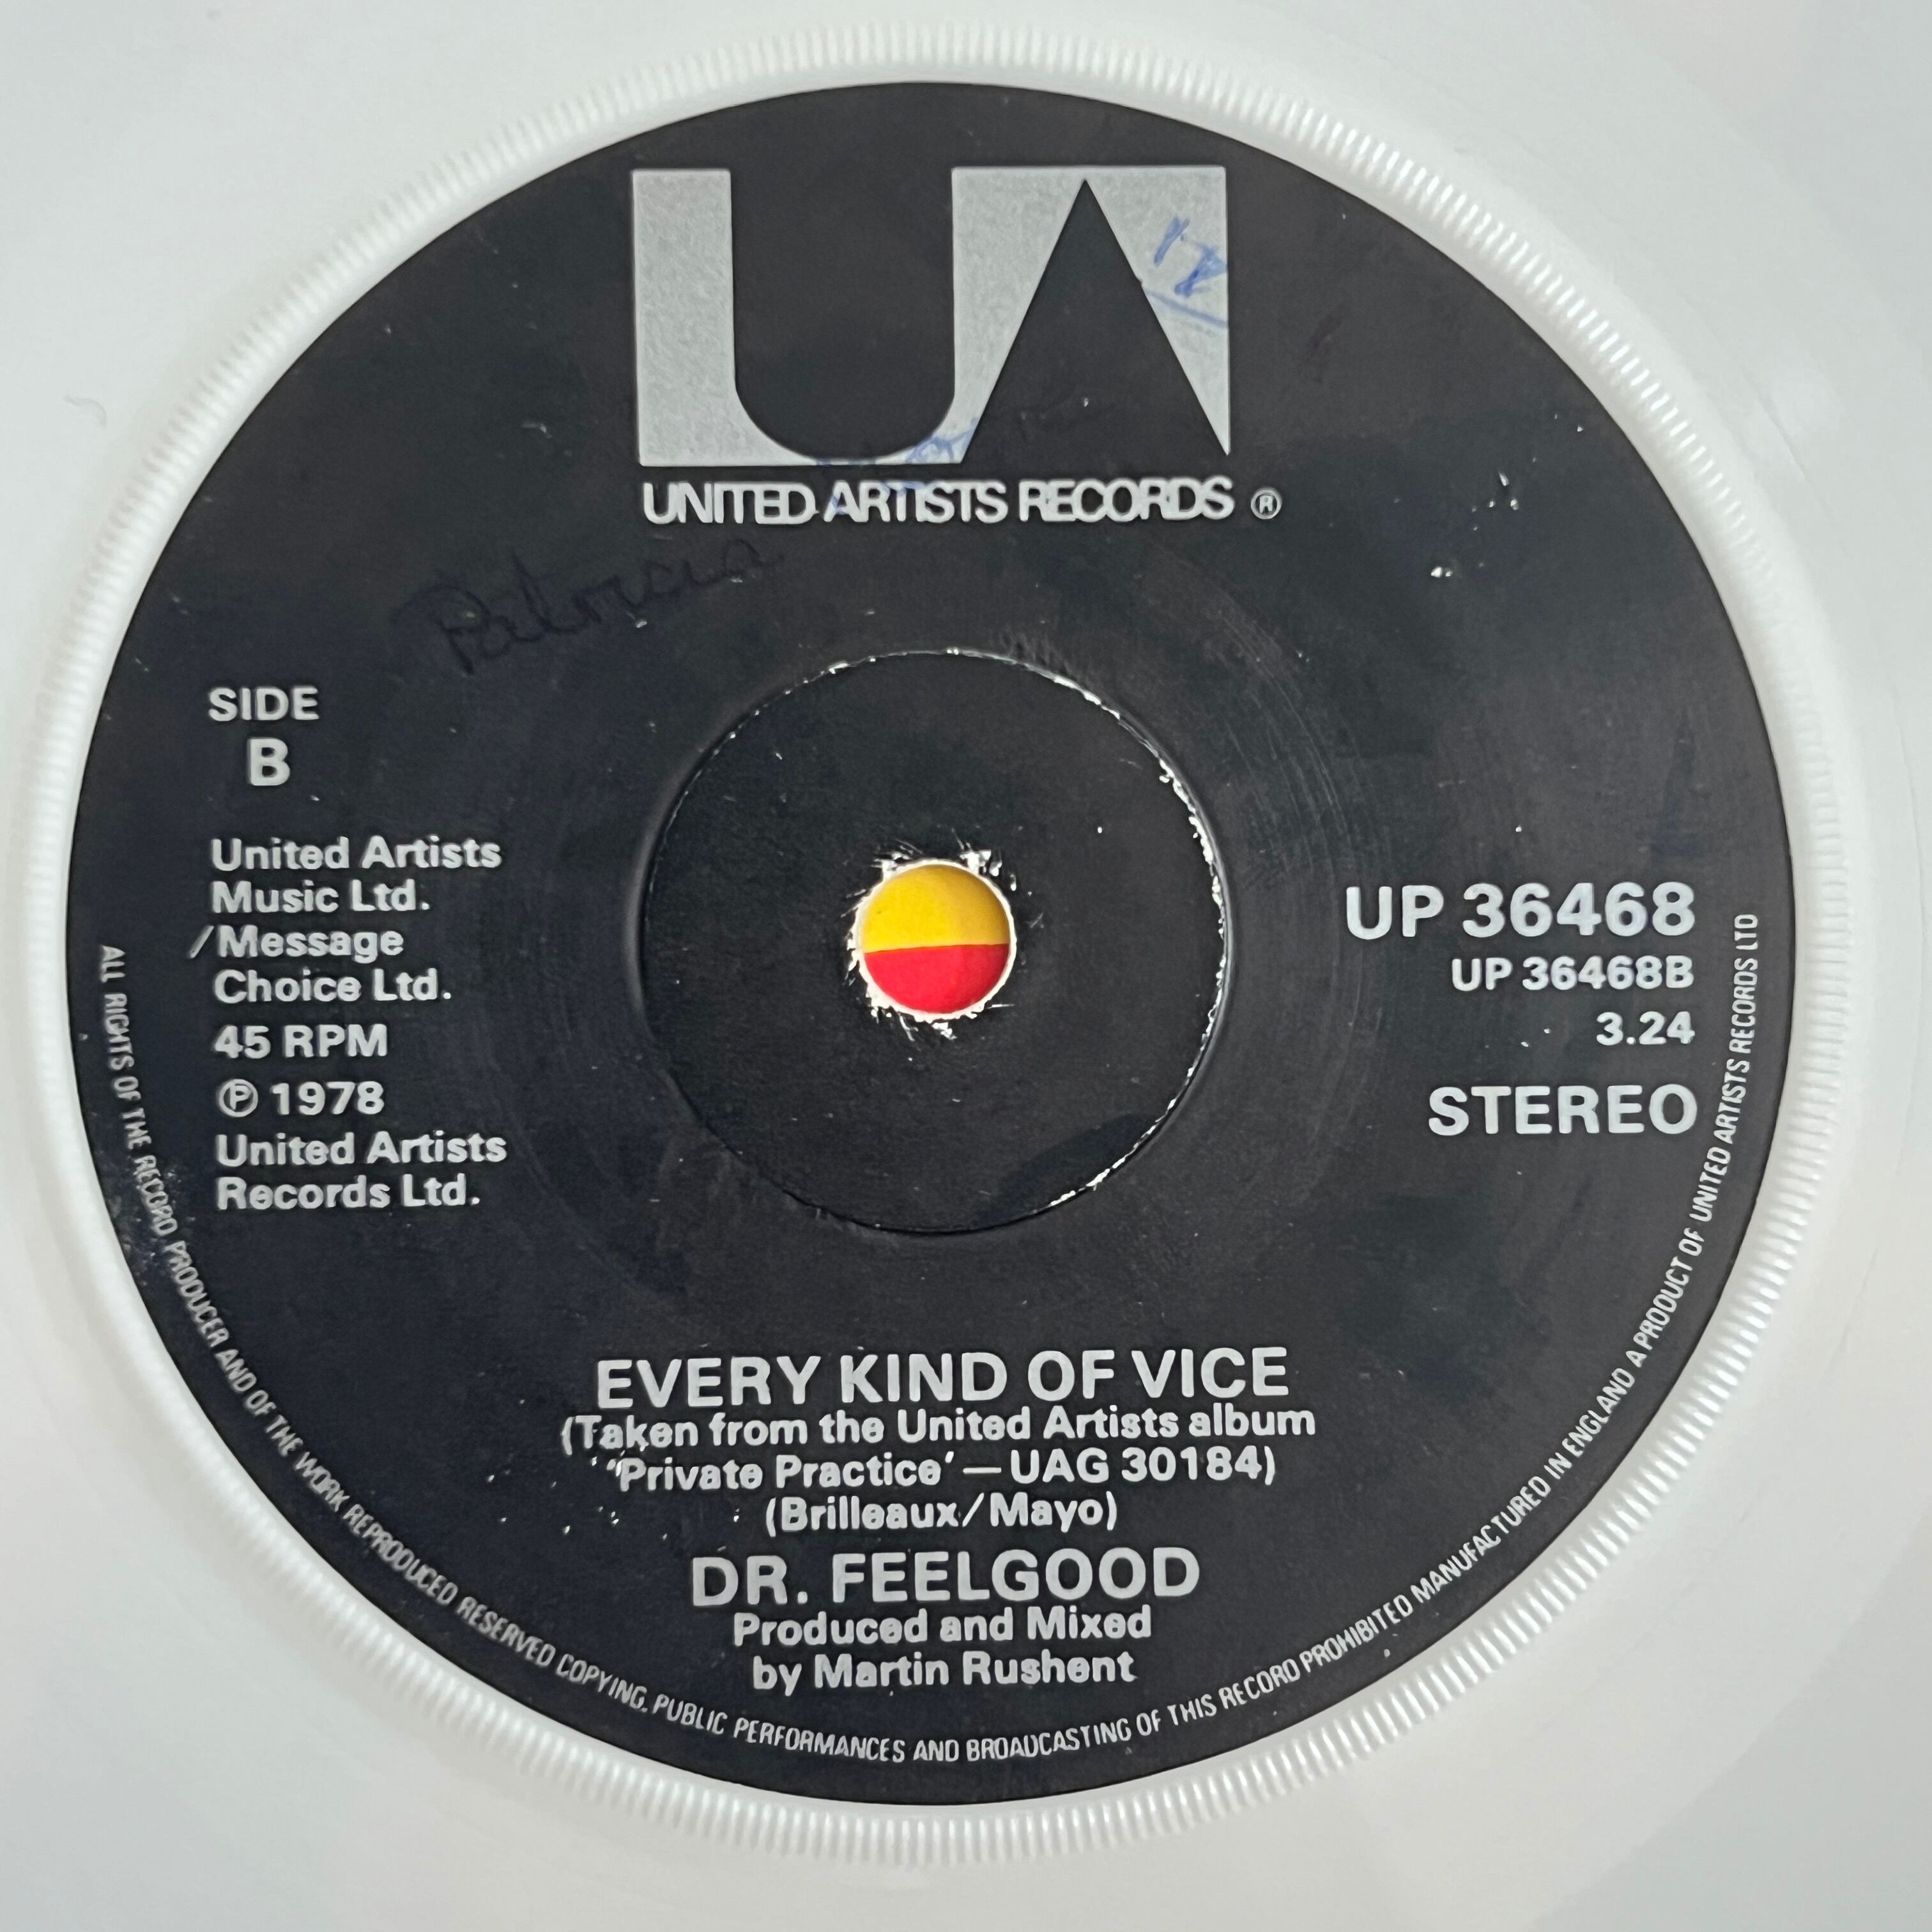 UA
UNITED ARTISTS RECORDS ®
Patricia
SIDE
B
United Artists
Music Ltd.
/Message
Choice Ltd.
45 RPM
℗ 1978
United Artists
Records Ltd.
UP 36468
UP 36468B
3.24
STEREO
EVERY KIND OF VICE
(Taken from the United Artists album
‘Private Practice’ — UAG 30184)
(Brilleaux/Mayo)
DR. FEELGOOD
Produced and Mixed
by Martin Rushent
ALL RIGHTS OF THE RECORD PRODUCER AND OF THE WORK REPRODUCED RESERVED COPYING, PUBLIC PERFORMANCES AND BROADCASTING OF THIS RECORD PROHIBITED MANUFACTURED IN ENGLAND A PRODUCT OF UNITED ARTISTS RECORDS LTD